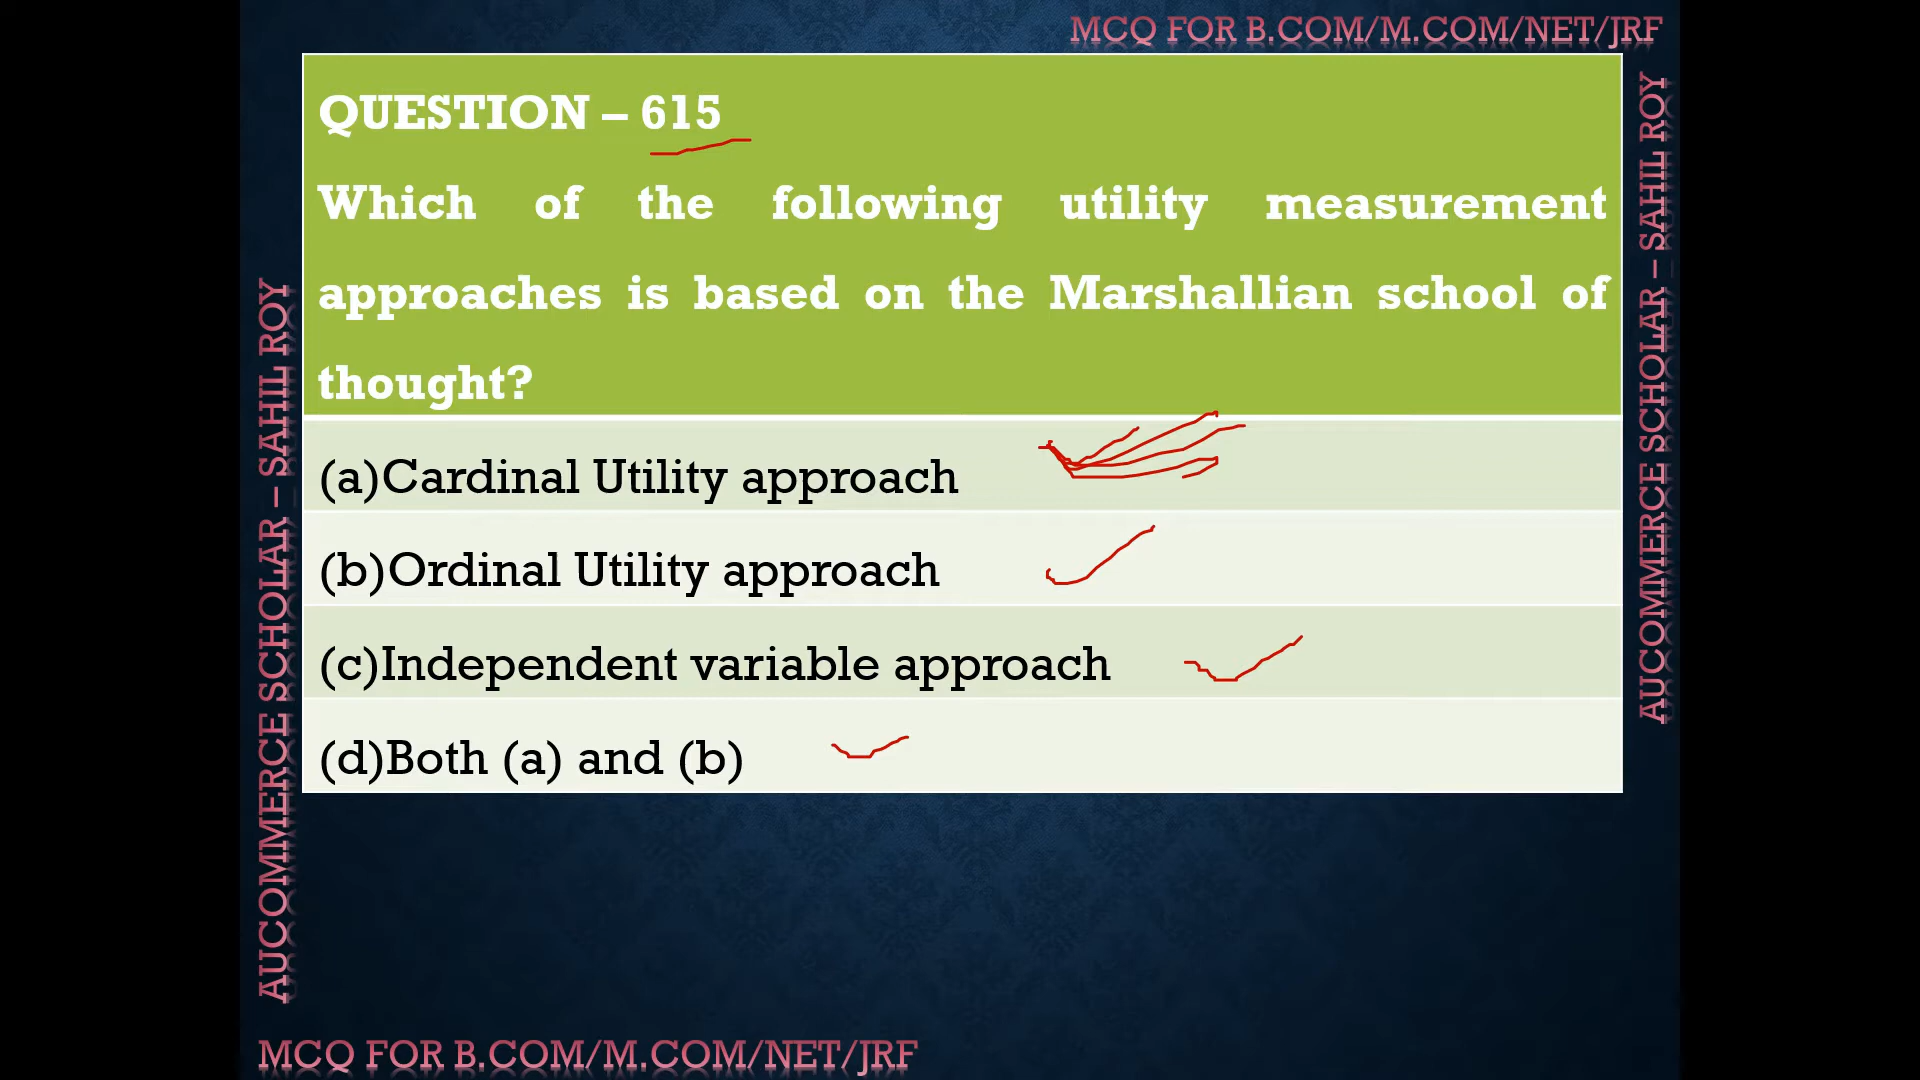 MCQ FOR B.COM/M.COM/NET/JRF
QUESTION – 615
Which of the following utility measurement
approaches is based on the Marshallian school of
thought?
(a)Cardinal Utility approach
(b)Ordinal Utility approach
(c)Independent variable approach
(d)Both (a) and (b)
AUCOMMERCE SCHOLAR – SAHIL ROY
AUCOMMERCE SCHOLAR – SAHIL ROY
MCQ FOR B.COM/M.COM/NET/JRF